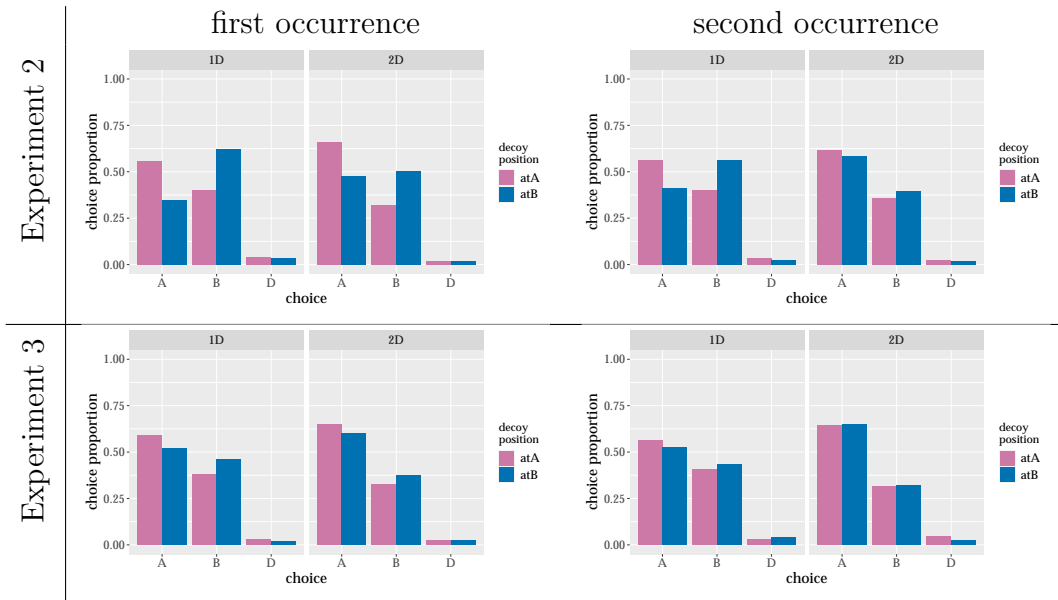 first occurrence
second occurrence
Experiment 2
1D 2D
1.00
0.75
0.50
0.25
0.00
choice proportion
A B D A B D
choice
decoy
position
atA
atB
1D 2D
1.00
0.75
0.50
0.25
0.00
choice proportion
A B D A B D
choice
decoy
position
atA
atB
Experiment 3
1D 2D
1.00
0.75
0.50
0.25
0.00
choice proportion
A B D A B D
choice
decoy
position
atA
atB
1D 2D
1.00
0.75
0.50
0.25
0.00
choice proportion
A B D A B D
choice
decoy
position
atA
atB